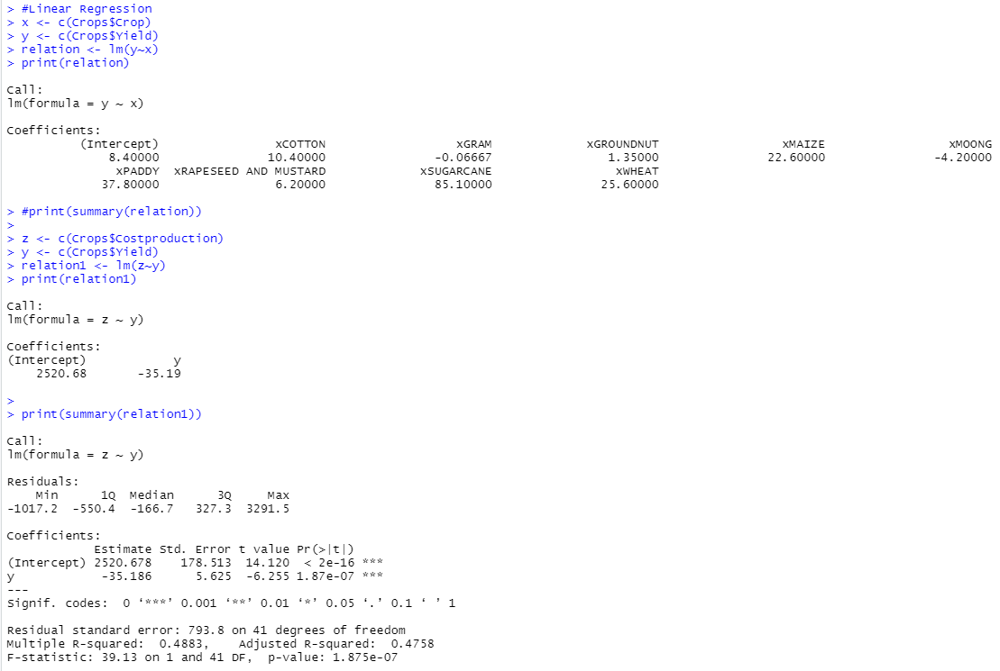 > #Linear Regression
> x <- c(Crops$Crop)
> y <- c(Crops$Yield)
> relation <- lm(y~x)
> print(relation)
Call:
lm(formula = y ~ x)
Coefficients:
(Intercept) xCOTTON xGRAM xGROUNDNUT xMAIZE xMOONG
8.40000 10.40000 -0.06667 1.35000 22.60000 -4.20000
xPADDY xRAPESEED AND MUSTARD xSUGARCANE xWHEAT
37.80000 6.20000 85.10000 25.60000
> #print(summary(relation))
>
> z <- c(Crops$Costproduction)
> y <- c(Crops$Yield)
> relation1 <- lm(z~y)
> print(relation1)
Call:
lm(formula = z ~ y)
Coefficients:
(Intercept) y
2520.68 -35.19
>
> print(summary(relation1))
Call:
lm(formula = z ~ y)
Residuals:
Min 1Q Median 3Q Max
-1017.2 -550.4 -166.7 327.3 3291.5
Coefficients:
Estimate Std. Error t value Pr(>|t|)
(Intercept) 2520.678 178.513 14.120 < 2e-16 ***
y -35.186 5.625 -6.255 1.87e-07 ***
---
Signif. codes: 0 ‘***’ 0.001 ‘**’ 0.01 ‘*’ 0.05 ‘.’ 0.1 ‘ ’ 1
Residual standard error: 793.8 on 41 degrees of freedom
Multiple R-squared: 0.4883, Adjusted R-squared: 0.4758
F-statistic: 39.13 on 1 and 41 DF, p-value: 1.875e-07